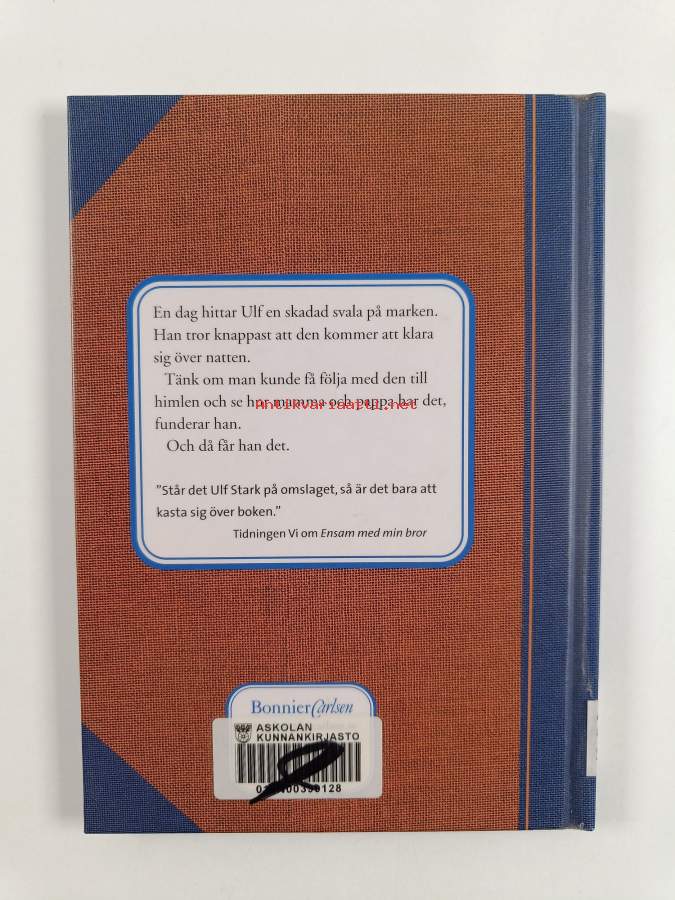 En dag hittar Ulf en skadad svala på marken.
Han tror knappast att den kommer att klara
sig över natten.
Tänk om man kunde få följa med den till
himlen och se hur mamma och pappa har det,
Antikvariaatti.net
funderar han.
Och då får han det.
”Står det Ulf Stark på omslaget, så är det bara att
kasta sig över boken.”
Tidningen Vi om Ensam med min bror
BonnierCarlsen
ASKOLAN
KUNNANKIRJASTO